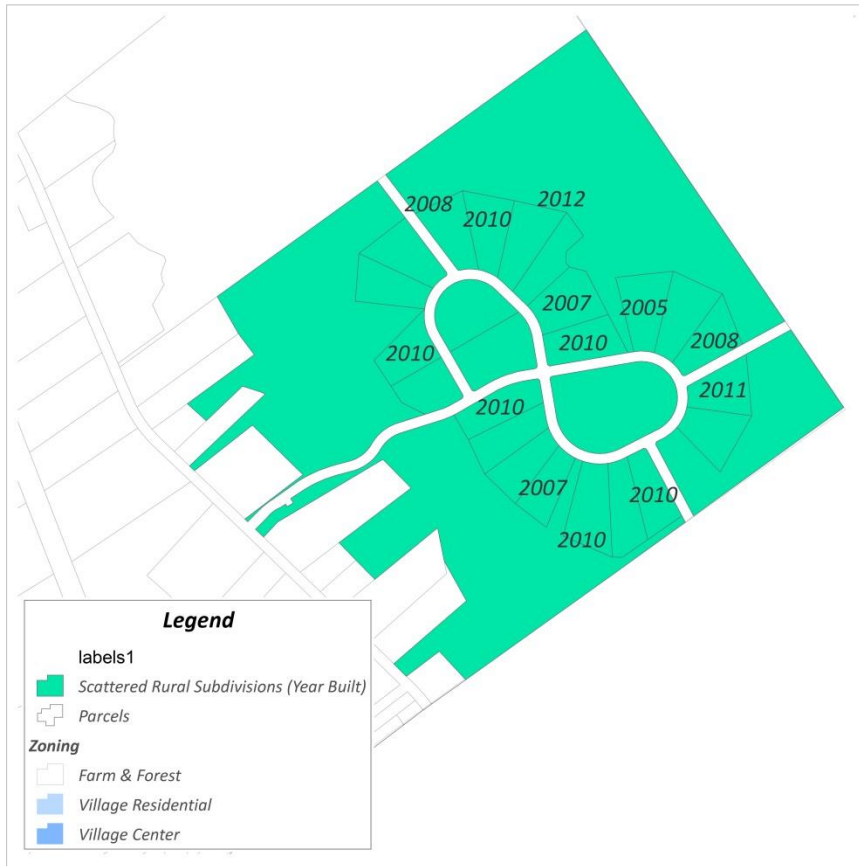 2008
2010
2012
2007
2005
2010
2008
2010
2011
2010
2007
2010
2010
Legend
labels1
Scattered Rural Subdivisions (Year Built)
Parcels
Zoning
Farm & Forest
Village Residential
Village Center